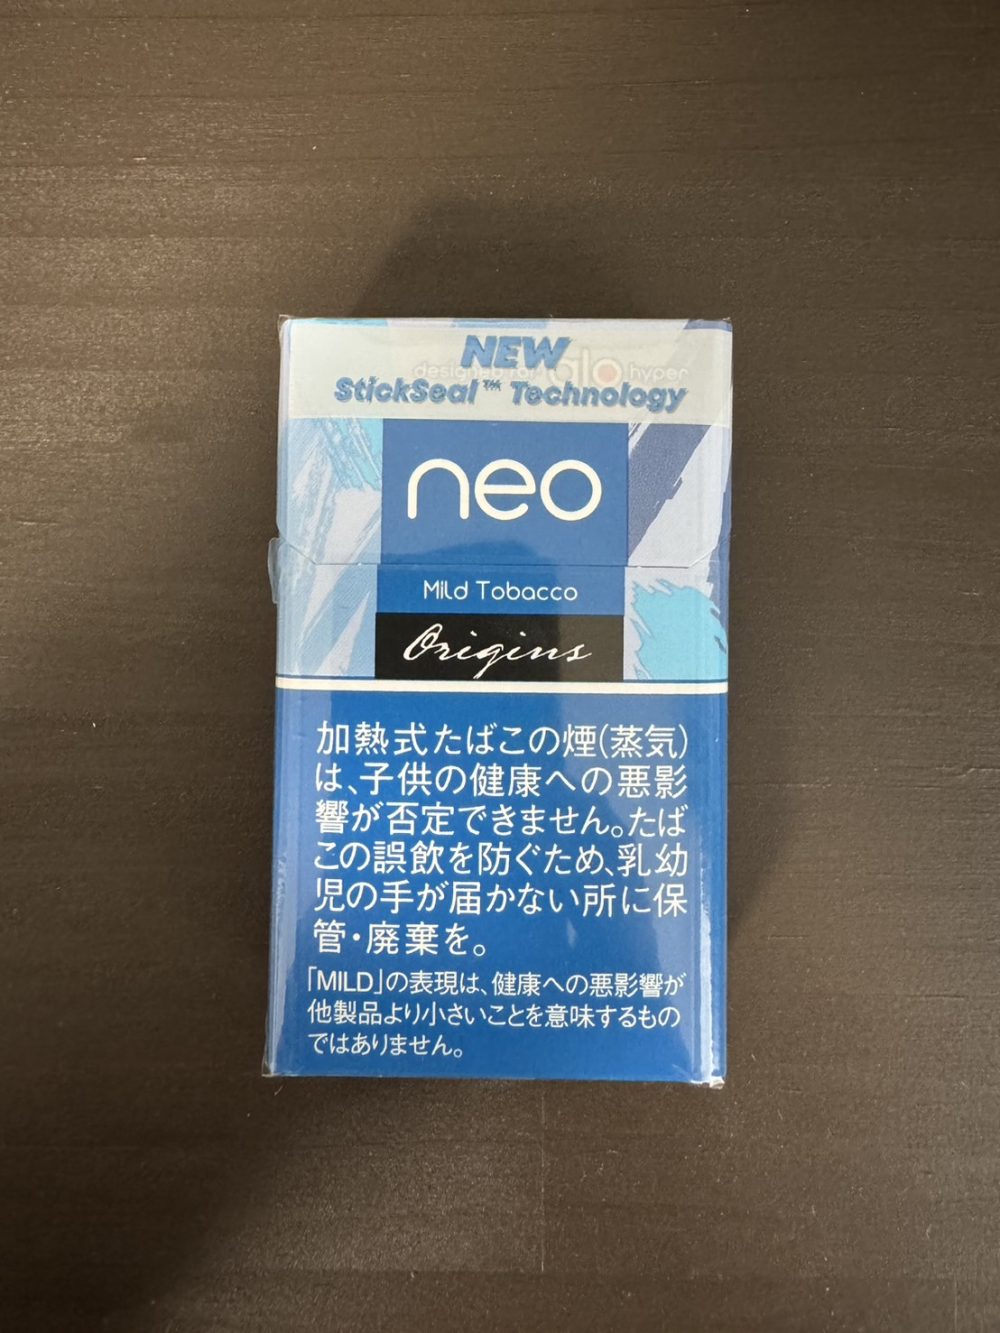 NEW
designed for glo hyper
StickSeal™ Technology
neo
Mild Tobacco
Origins
加熱式たばこの煙(蒸気)
は、子供の健康への悪影
響が否定できません。たば
この誤飲を防ぐため、乳幼
児の手が届かない所に保
管・廃棄を。
「MILD」の表現は、健康への悪影響が
他製品より小さいことを意味するもの
ではありません。